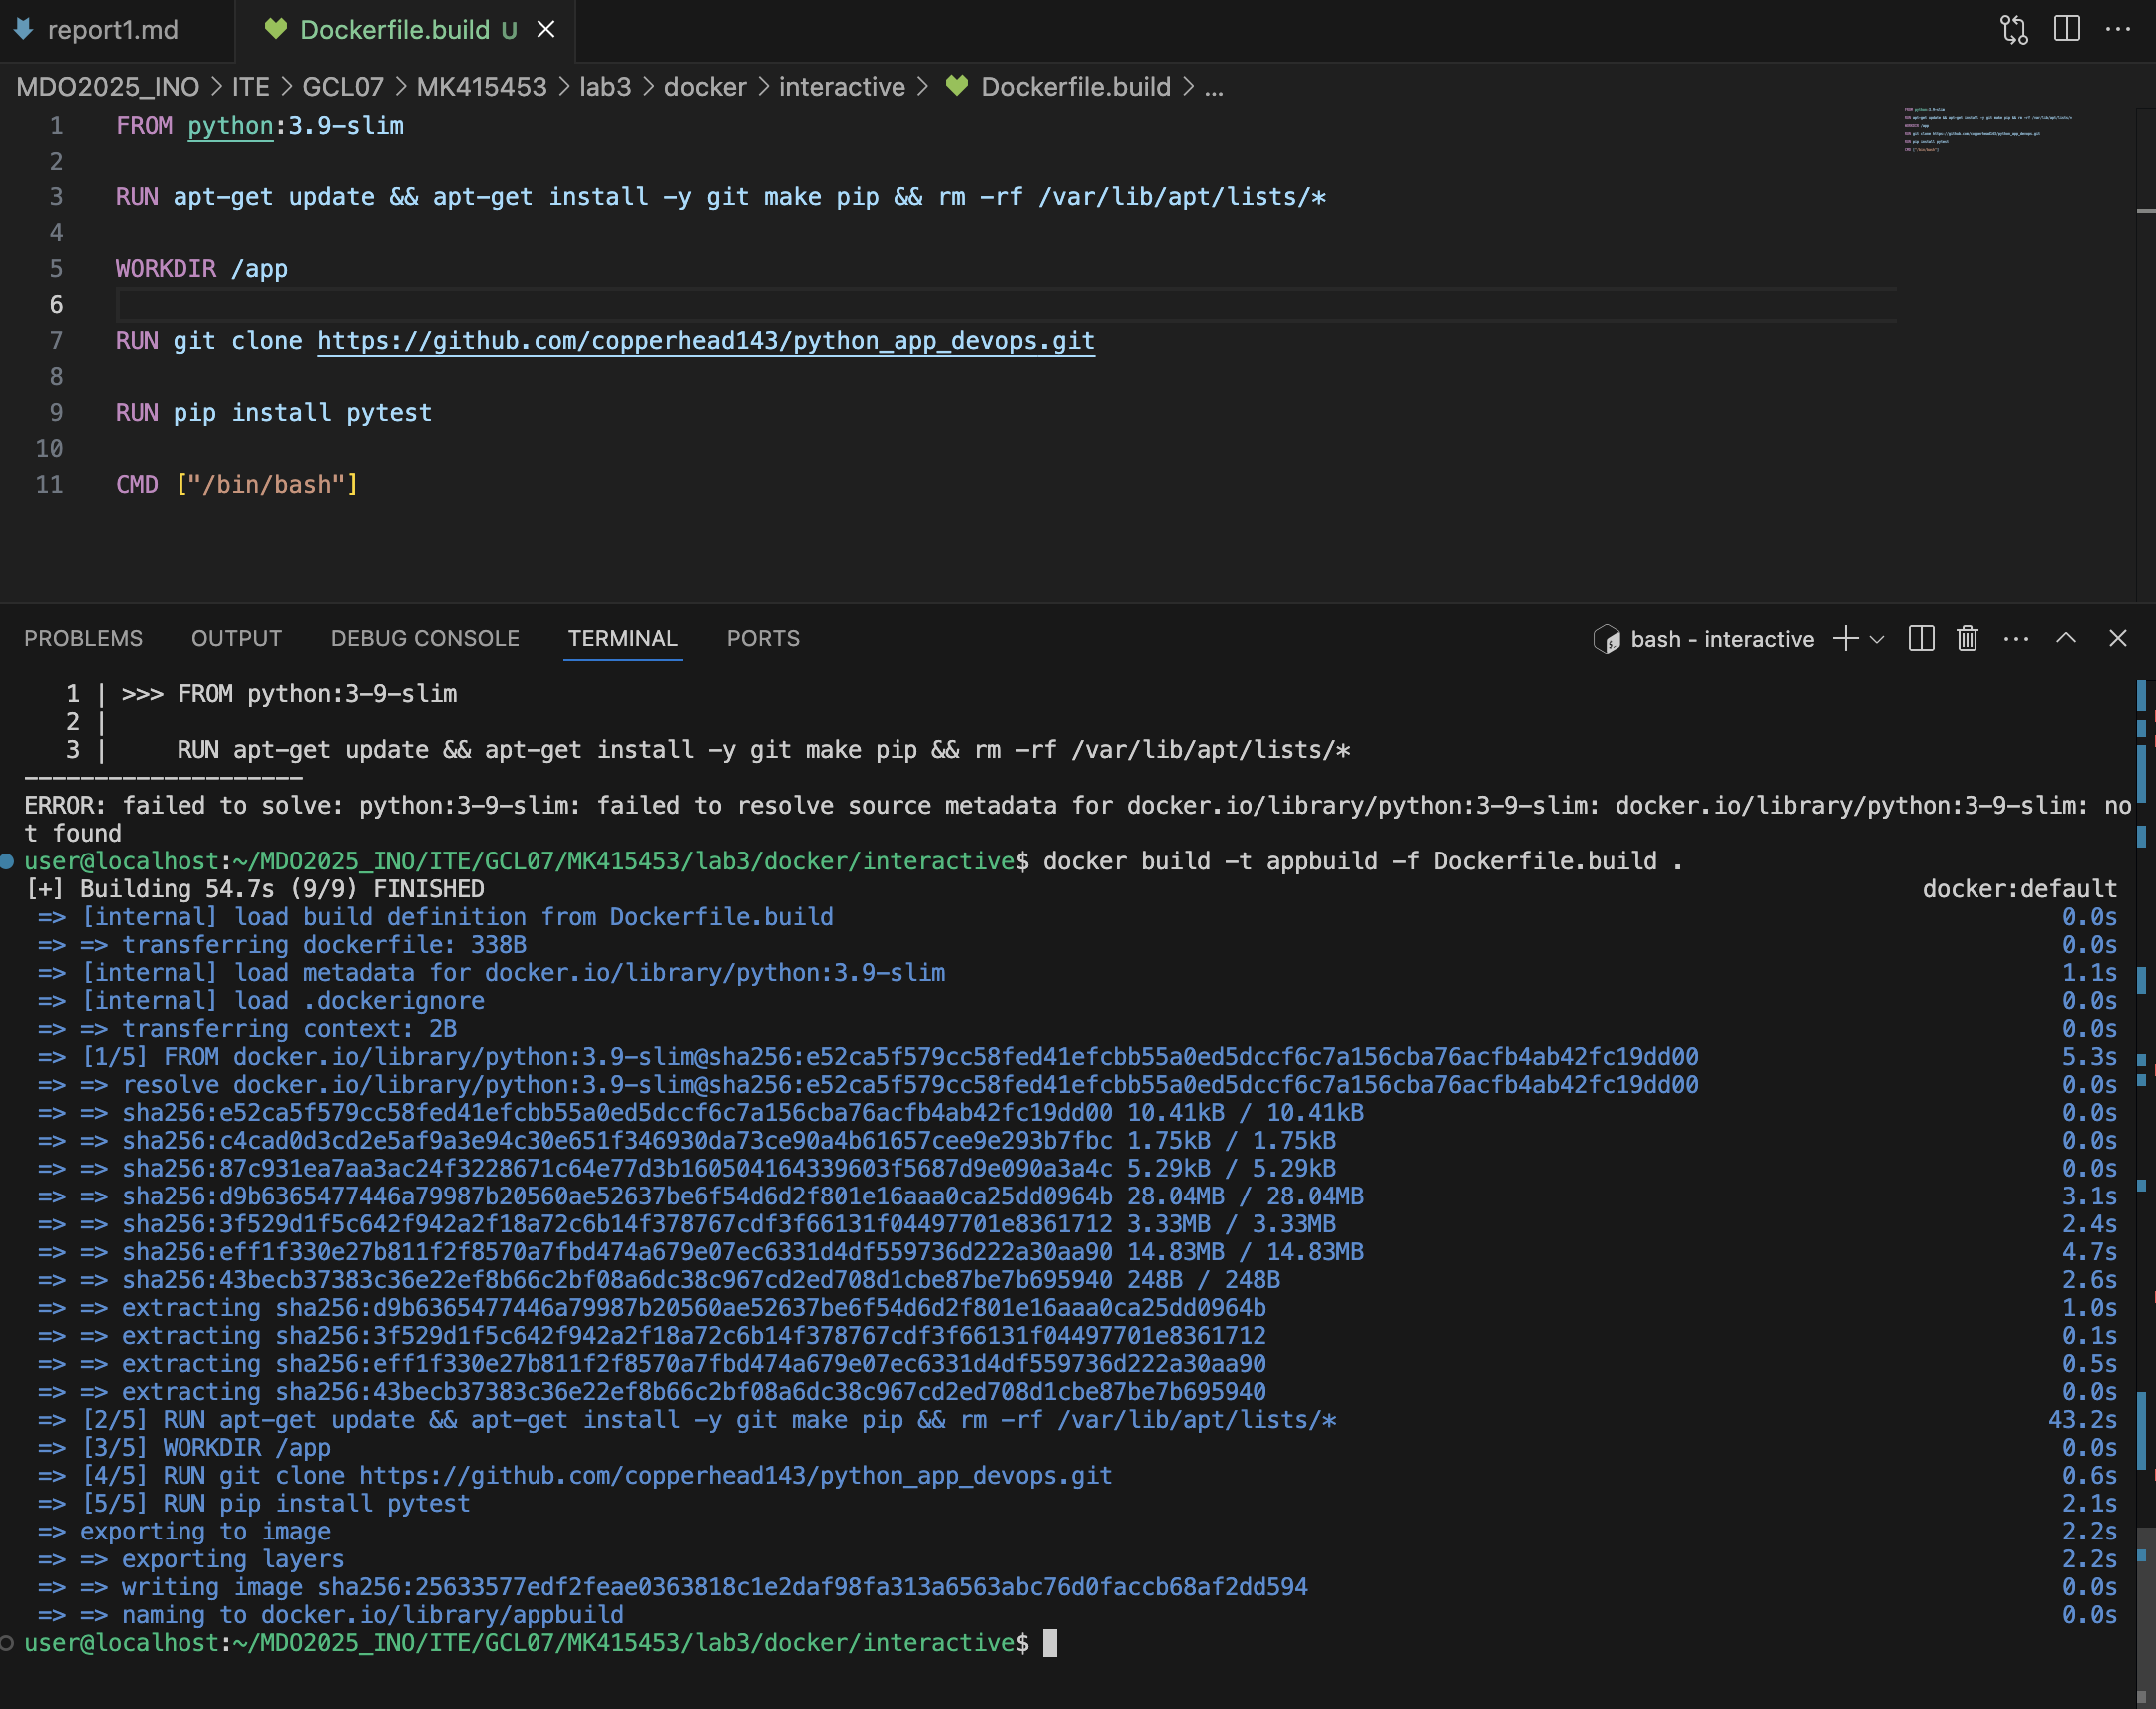 report1.md
Dockerfile.build U
MDO2025_INO > ITE > GCL07 > MK415453 > lab3 > docker > interactive > Dockerfile.build > ...
1 FROM python:3.9-slim
2
3 RUN apt-get update && apt-get install -y git make pip && rm -rf /var/lib/apt/lists/*
4
5 WORKDIR /app
6
7 RUN git clone https://github.com/copperhead143/python_app_devops.git
8
9 RUN pip install pytest
10
11 CMD ["/bin/bash"]
PROBLEMS OUTPUT DEBUG CONSOLE TERMINAL PORTS bash - interactive
1 | >>> FROM python:3-9-slim
2 |
3 | RUN apt-get update && apt-get install -y git make pip && rm -rf /var/lib/apt/lists/*
--------------------
ERROR: failed to solve: python:3-9-slim: failed to resolve source metadata for docker.io/library/python:3-9-slim: docker.io/library/python:3-9-slim: no
t found
user@localhost:~/MDO2025_INO/ITE/GCL07/MK415453/lab3/docker/interactive$ docker build -t appbuild -f Dockerfile.build .
[+] Building 54.7s (9/9) FINISHED docker:default
=> [internal] load build definition from Dockerfile.build 0.0s
=> => transferring dockerfile: 338B 0.0s
=> [internal] load metadata for docker.io/library/python:3.9-slim 1.1s
=> [internal] load .dockerignore 0.0s
=> => transferring context: 2B 0.0s
=> [1/5] FROM docker.io/library/python:3.9-slim@sha256:e52ca5f579cc58fed41efcbb55a0ed5dccf6c7a156cba76acfb4ab42fc19dd00 5.3s
=> => resolve docker.io/library/python:3.9-slim@sha256:e52ca5f579cc58fed41efcbb55a0ed5dccf6c7a156cba76acfb4ab42fc19dd00 0.0s
=> => sha256:e52ca5f579cc58fed41efcbb55a0ed5dccf6c7a156cba76acfb4ab42fc19dd00 10.41kB / 10.41kB 0.0s
=> => sha256:c4cad0d3cd2e5af9a3e94c30e651f346930da73ce90a4b61657cee9e293b7fbc 1.75kB / 1.75kB 0.0s
=> => sha256:87c931ea7aa3ac24f3228671c64e77d3b160504164339603f5687d9e090a3a4c 5.29kB / 5.29kB 0.0s
=> => sha256:d9b6365477446a79987b20560ae52637be6f54d6d2f801e16aaa0ca25dd0964b 28.04MB / 28.04MB 3.1s
=> => sha256:3f529d1f5c642f942a2f18a72c6b14f378767cdf3f66131f04497701e8361712 3.33MB / 3.33MB 2.4s
=> => sha256:eff1f330e27b811f2f8570a7fbd474a679e07ec6331d4df559736d222a30aa90 14.83MB / 14.83MB 4.7s
=> => sha256:43becb37383c36e22ef8b66c2bf08a6dc38c967cd2ed708d1cbe87be7b695940 248B / 248B 2.6s
=> => extracting sha256:d9b6365477446a79987b20560ae52637be6f54d6d2f801e16aaa0ca25dd0964b 1.0s
=> => extracting sha256:3f529d1f5c642f942a2f18a72c6b14f378767cdf3f66131f04497701e8361712 0.1s
=> => extracting sha256:eff1f330e27b811f2f8570a7fbd474a679e07ec6331d4df559736d222a30aa90 0.5s
=> => extracting sha256:43becb37383c36e22ef8b66c2bf08a6dc38c967cd2ed708d1cbe87be7b695940 0.0s
=> [2/5] RUN apt-get update && apt-get install -y git make pip && rm -rf /var/lib/apt/lists/* 43.2s
=> [3/5] WORKDIR /app 0.0s
=> [4/5] RUN git clone https://github.com/copperhead143/python_app_devops.git 0.6s
=> [5/5] RUN pip install pytest 2.1s
=> exporting to image 2.2s
=> => exporting layers 2.2s
=> => writing image sha256:25633577edf2feae0363818c1e2daf98fa313a6563abc76d0faccb68af2dd594 0.0s
=> => naming to docker.io/library/appbuild 0.0s
user@localhost:~/MDO2025_INO/ITE/GCL07/MK415453/lab3/docker/interactive$